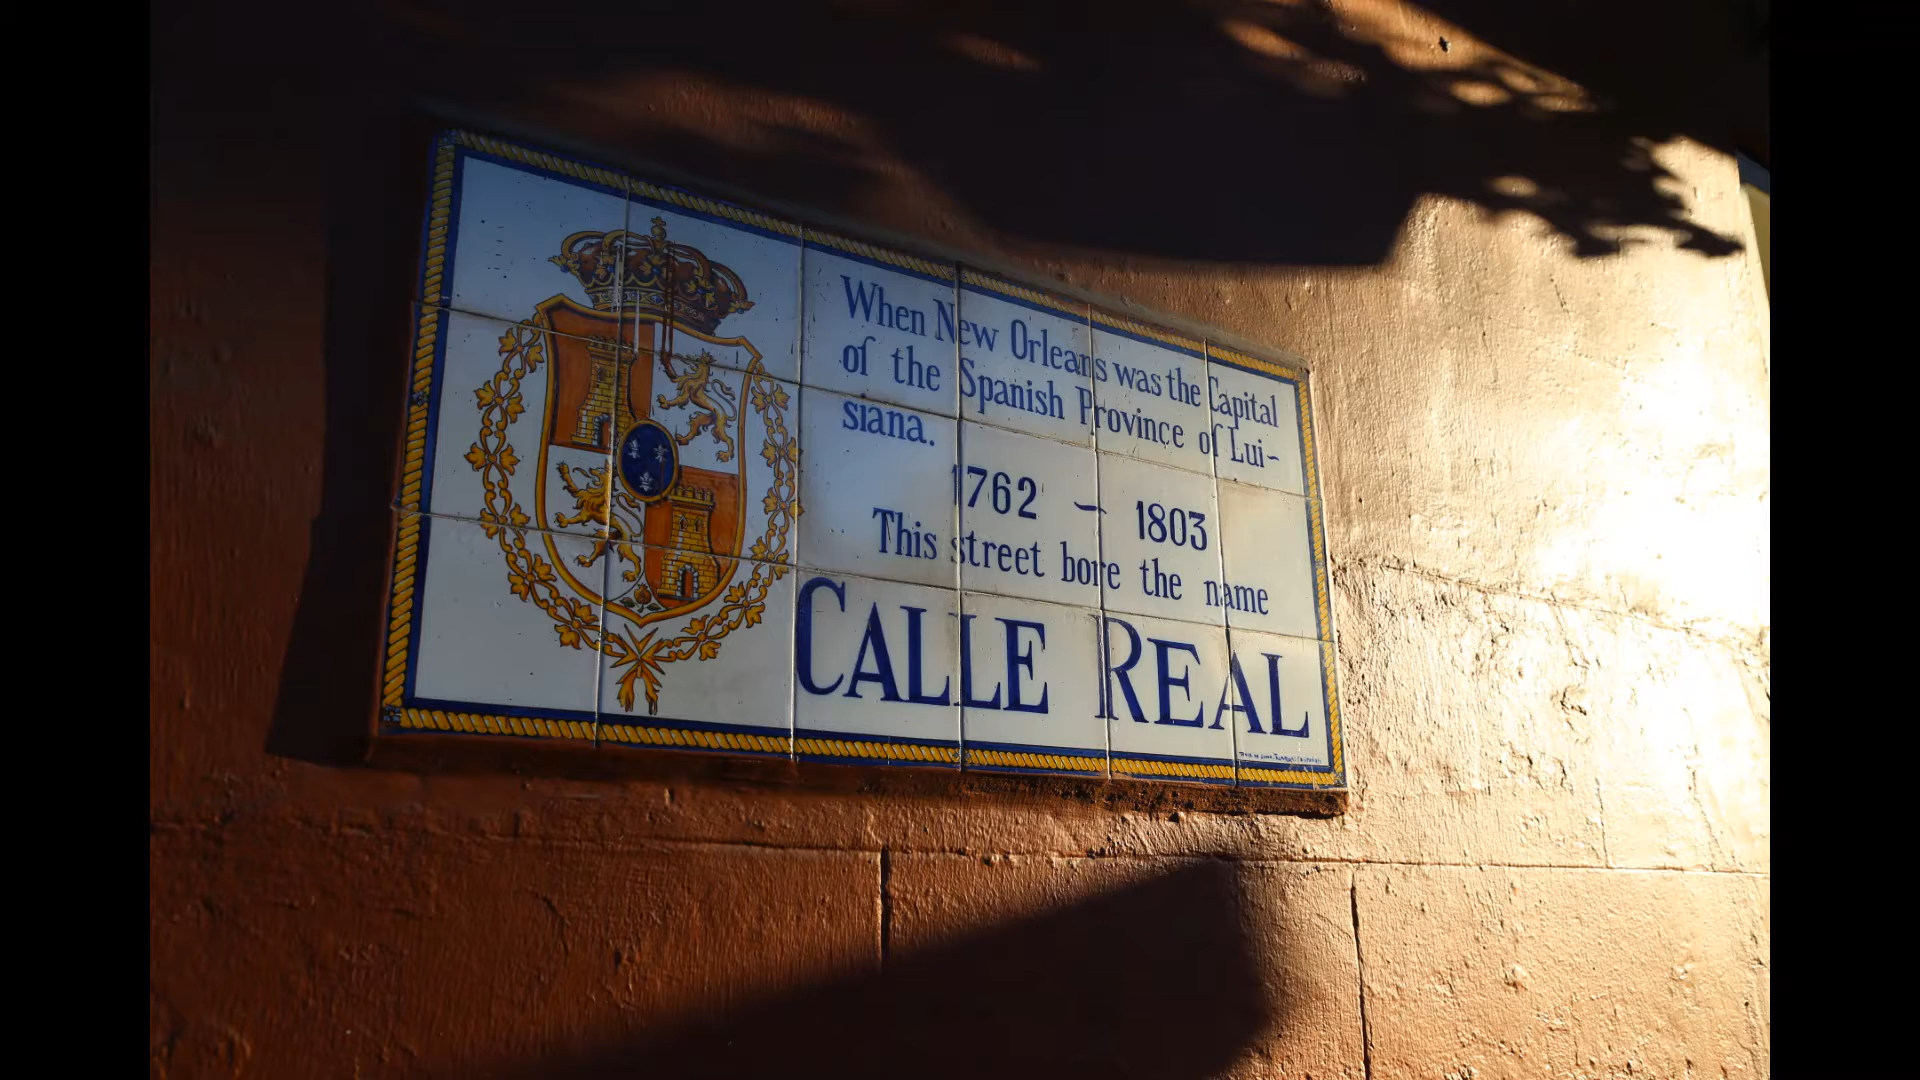 When New Orleans was the Capital
of the Spanish Province of Lui~
siana.
1762 ~ 1803
This street bore the name
CALLE REAL